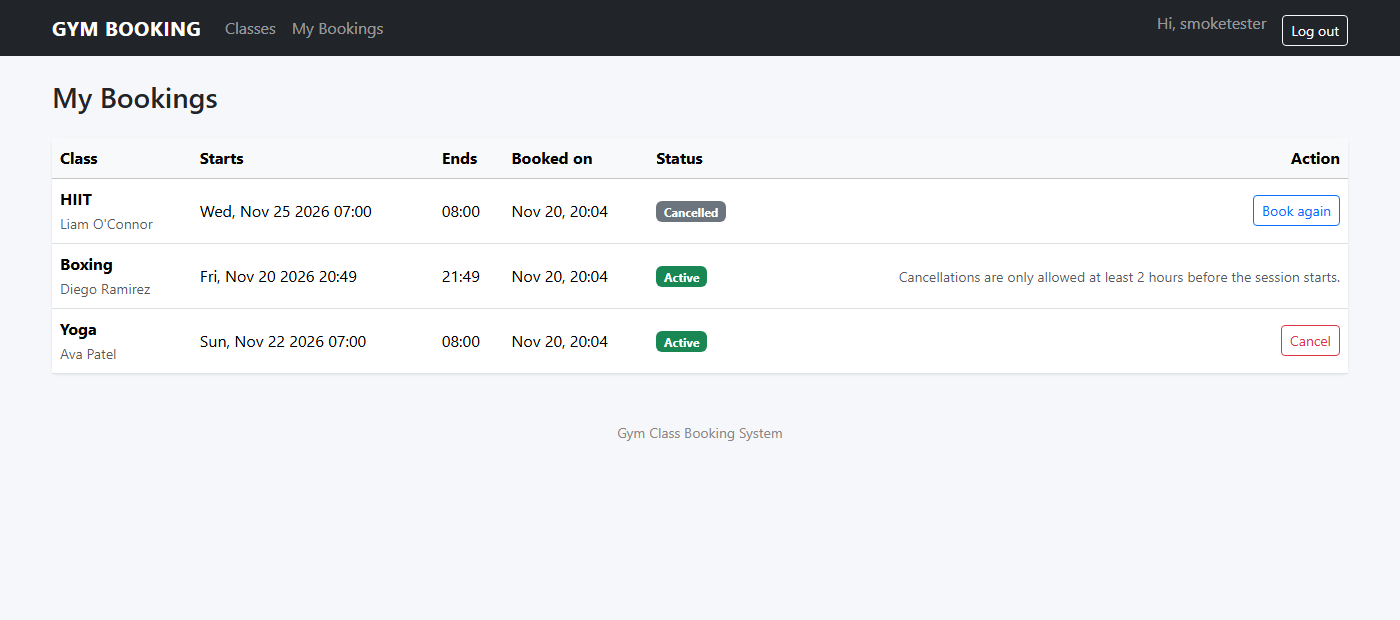 GYM BOOKING Classes My Bookings Hi, smoketester Log out
My Bookings
Class Starts Ends Booked on Status Action
HIIT
Liam O'Connor
Wed, Nov 25 2026 07:00 08:00 Nov 20, 20:04 Cancelled Book again
Boxing
Diego Ramirez
Fri, Nov 20 2026 20:49 21:49 Nov 20, 20:04 Active Cancellations are only allowed at least 2 hours before the session starts.
Yoga
Ava Patel
Sun, Nov 22 2026 07:00 08:00 Nov 20, 20:04 Active Cancel
Gym Class Booking System